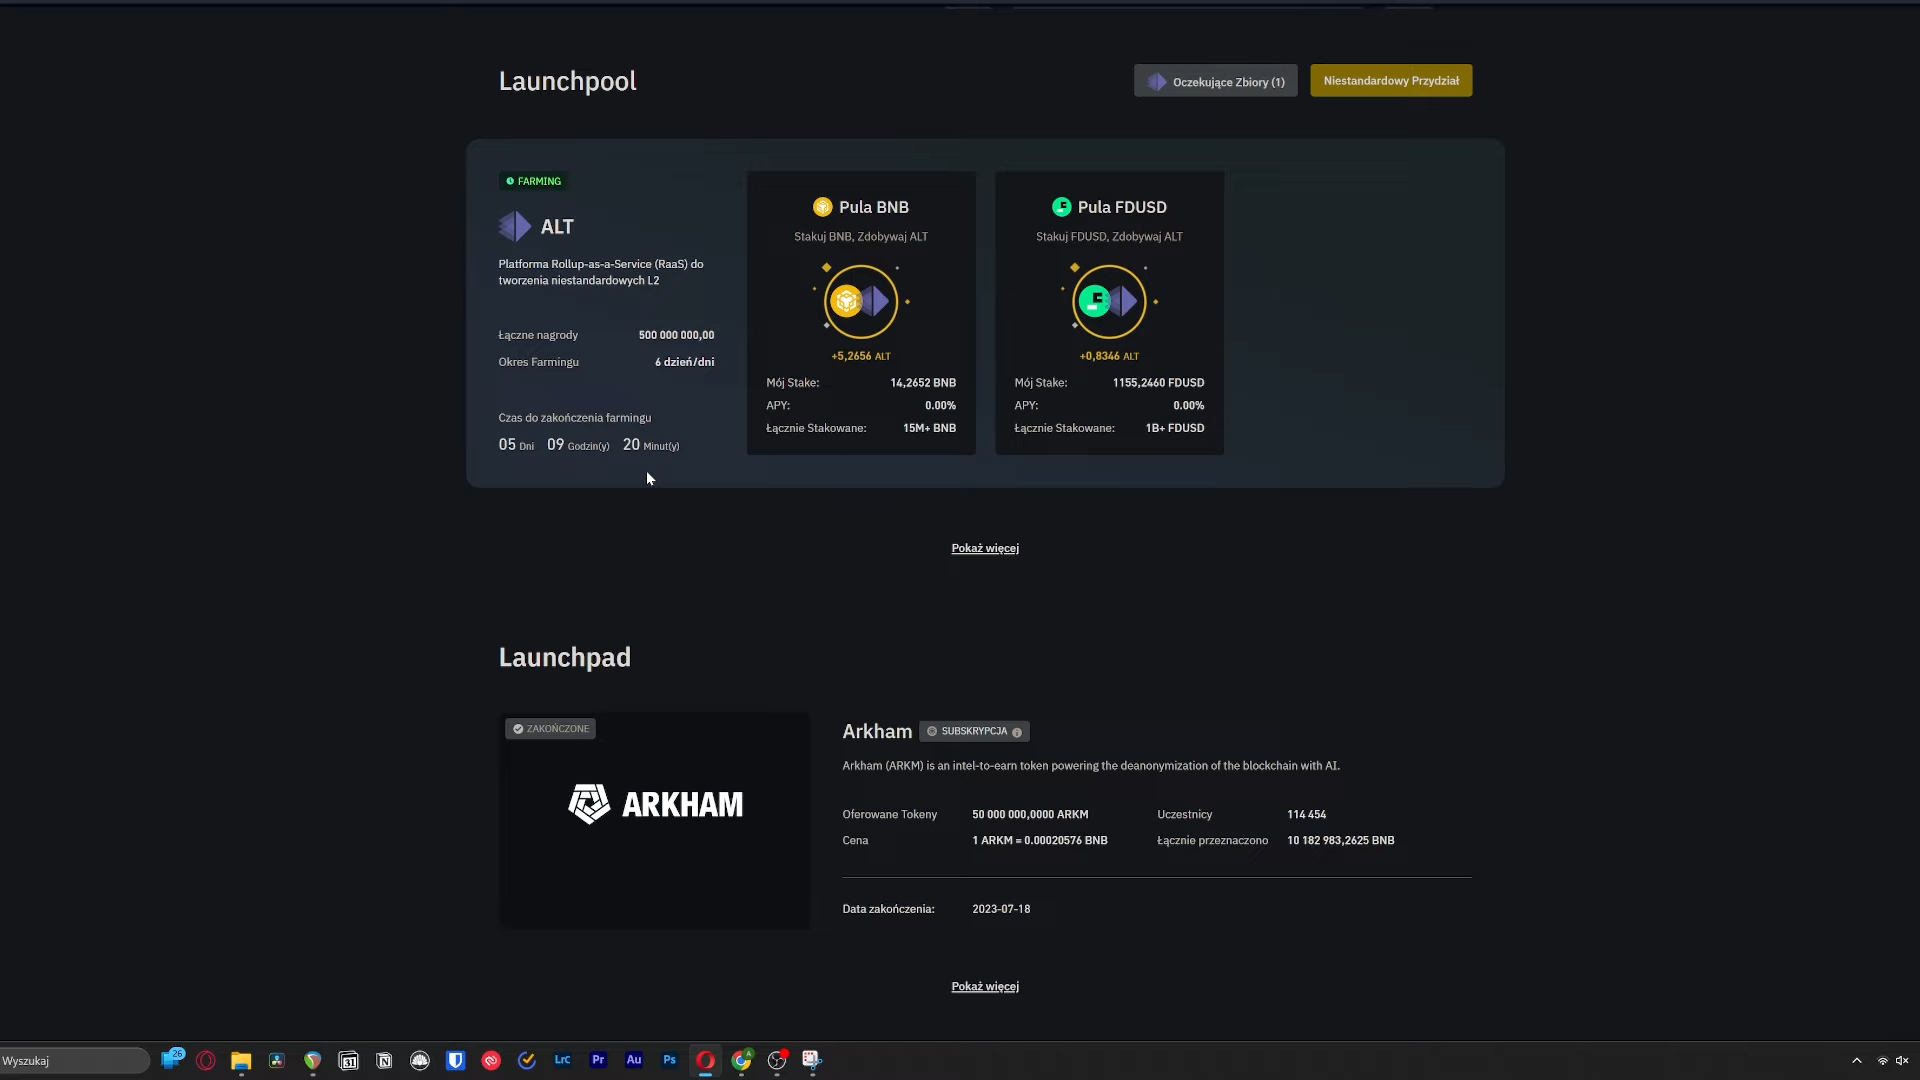 Launchpool
Oczekujące Zbiory (1)
Niestandardowy Przydział
FARMING
ALT
Platforma Rollup-as-a-Service (RaaS) do
tworzenia niestandardowych L2
Łączne nagrody 500 000 000,00
Okres Farmingu 6 dzień/dni
Czas do zakończenia farmingu
05 Dni 09 Godzin(y) 20 Minut(y)
Pula BNB
Stakuj BNB, Zdobywaj ALT
+5,2656 ALT
Mój Stake: 14,2652 BNB
APY: 0.00%
Łącznie Stakowane: 15M+ BNB
Pula FDUSD
Stakuj FDUSD, Zdobywaj ALT
+0,8346 ALT
Mój Stake: 1155,2460 FDUSD
APY: 0.00%
Łącznie Stakowane: 1B+ FDUSD
Pokaż więcej
Launchpad
ZAKOŃCZONE
ARKHAM
Arkham SUBSKRYPCJA
Arkham (ARKM) is an intel-to-earn token powering the deanonymization of the blockchain with AI.
Oferowane Tokeny 50 000 000,0000 ARKM Uczestnicy 114 454
Cena 1 ARKM = 0.00020576 BNB Łącznie przeznaczono 10 182 983,2625 BNB
Data zakończenia: 2023-07-18
Pokaż więcej
Wyszukaj 26 31 N LrC Pr Au Ps A